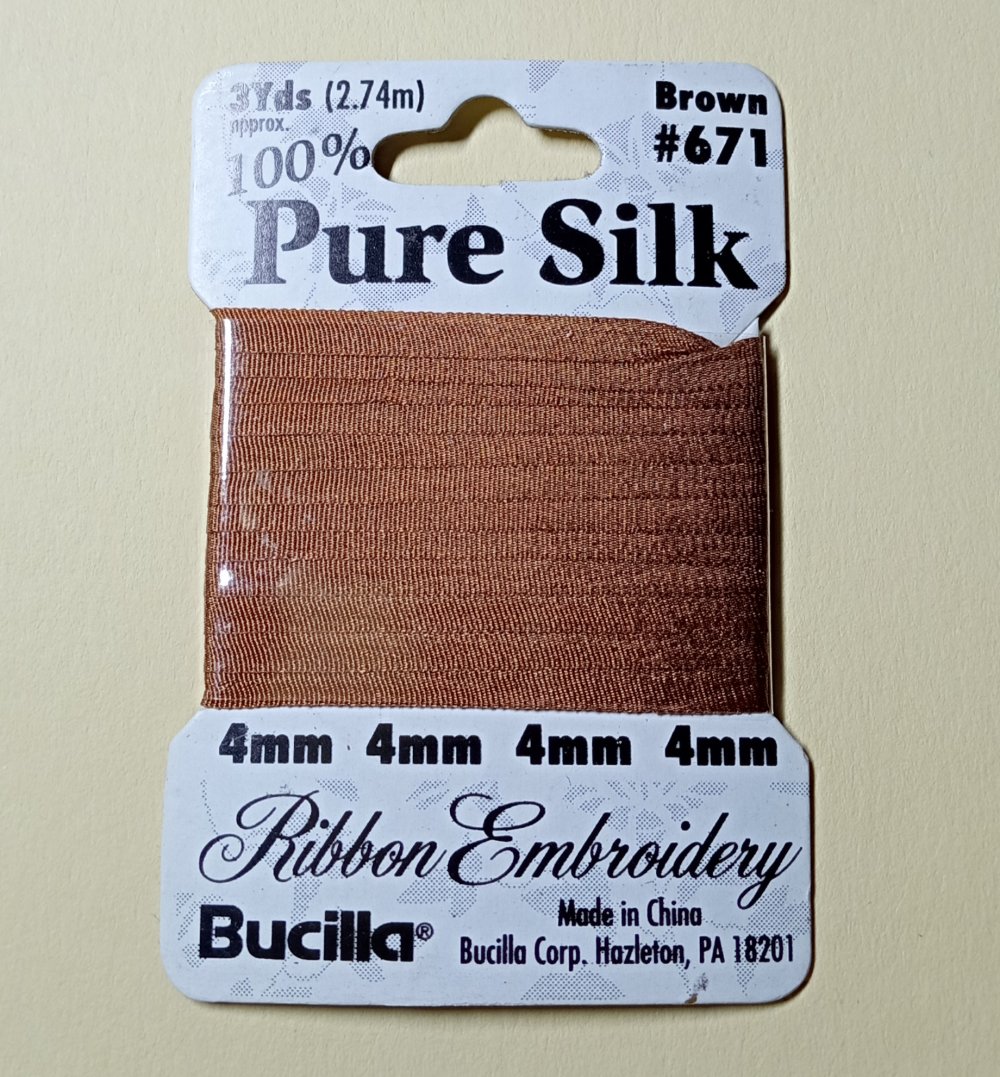 3Yds (2.74m)
approx.
Brown
#671
100%
Pure Silk
4mm 4mm 4mm 4mm
Ribbon Embroidery
Bucilla®
Made in China
Bucilla Corp. Hazleton, PA 18201